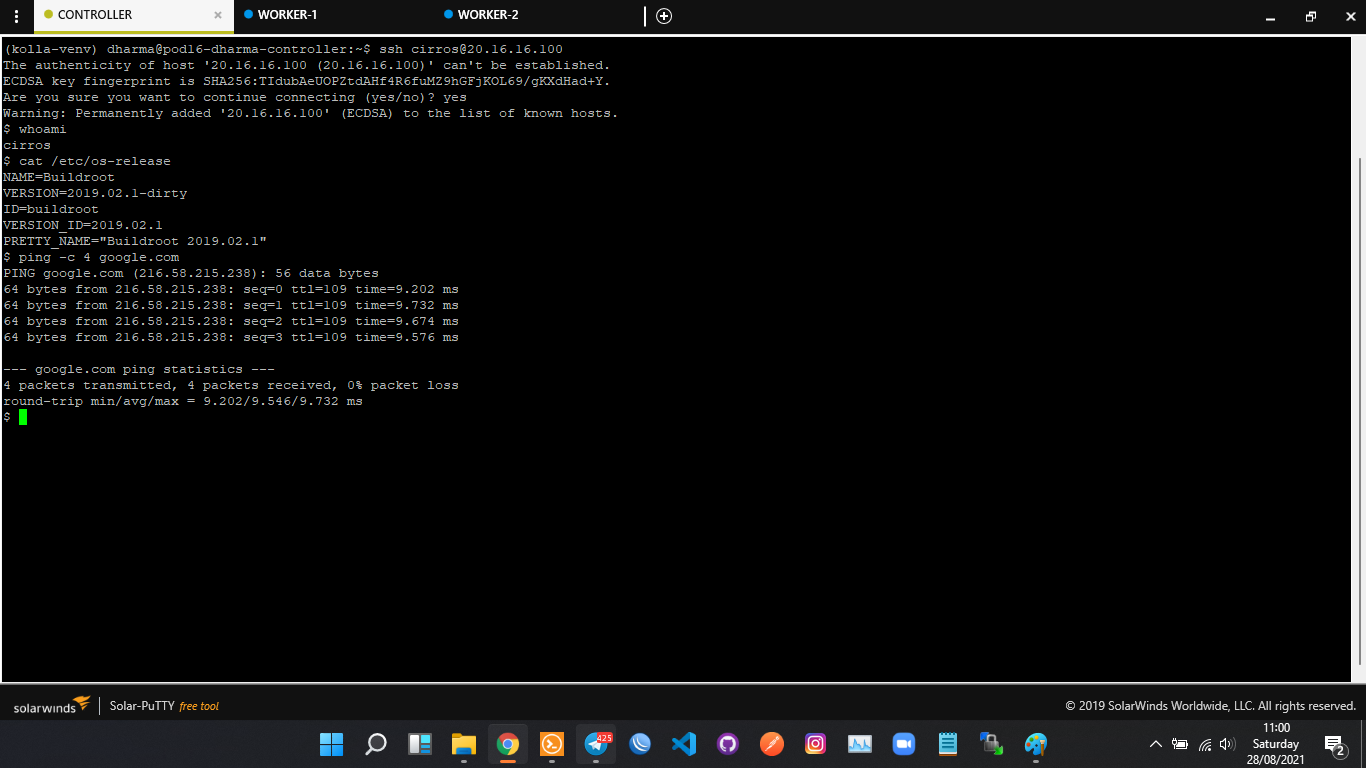 CONTROLLER × WORKER-1 WORKER-2
(kolla-venv) dharma@pod16-dharma-controller:~$ ssh cirros@20.16.16.100
The authenticity of host '20.16.16.100 (20.16.16.100)' can't be established.
ECDSA key fingerprint is SHA256:TIdubAeUOPZtdAHf4R6fuMZ9hGFjKOL69/gKXdHad+Y.
Are you sure you want to continue connecting (yes/no)? yes
Warning: Permanently added '20.16.16.100' (ECDSA) to the list of known hosts.
$ whoami
cirros
$ cat /etc/os-release
NAME=Buildroot
VERSION=2019.02.1-dirty
ID=buildroot
VERSION_ID=2019.02.1
PRETTY_NAME="Buildroot 2019.02.1"
$ ping -c 4 google.com
PING google.com (216.58.215.238): 56 data bytes
64 bytes from 216.58.215.238: seq=0 ttl=109 time=9.202 ms
64 bytes from 216.58.215.238: seq=1 ttl=109 time=9.732 ms
64 bytes from 216.58.215.238: seq=2 ttl=109 time=9.674 ms
64 bytes from 216.58.215.238: seq=3 ttl=109 time=9.576 ms

--- google.com ping statistics ---
4 packets transmitted, 4 packets received, 0% packet loss
round-trip min/avg/max = 9.202/9.546/9.732 ms
$
solarwinds Solar-PuTTY free tool © 2019 SolarWinds Worldwide, LLC. All rights reserved.
425
11:00
Saturday
28/08/2021
2